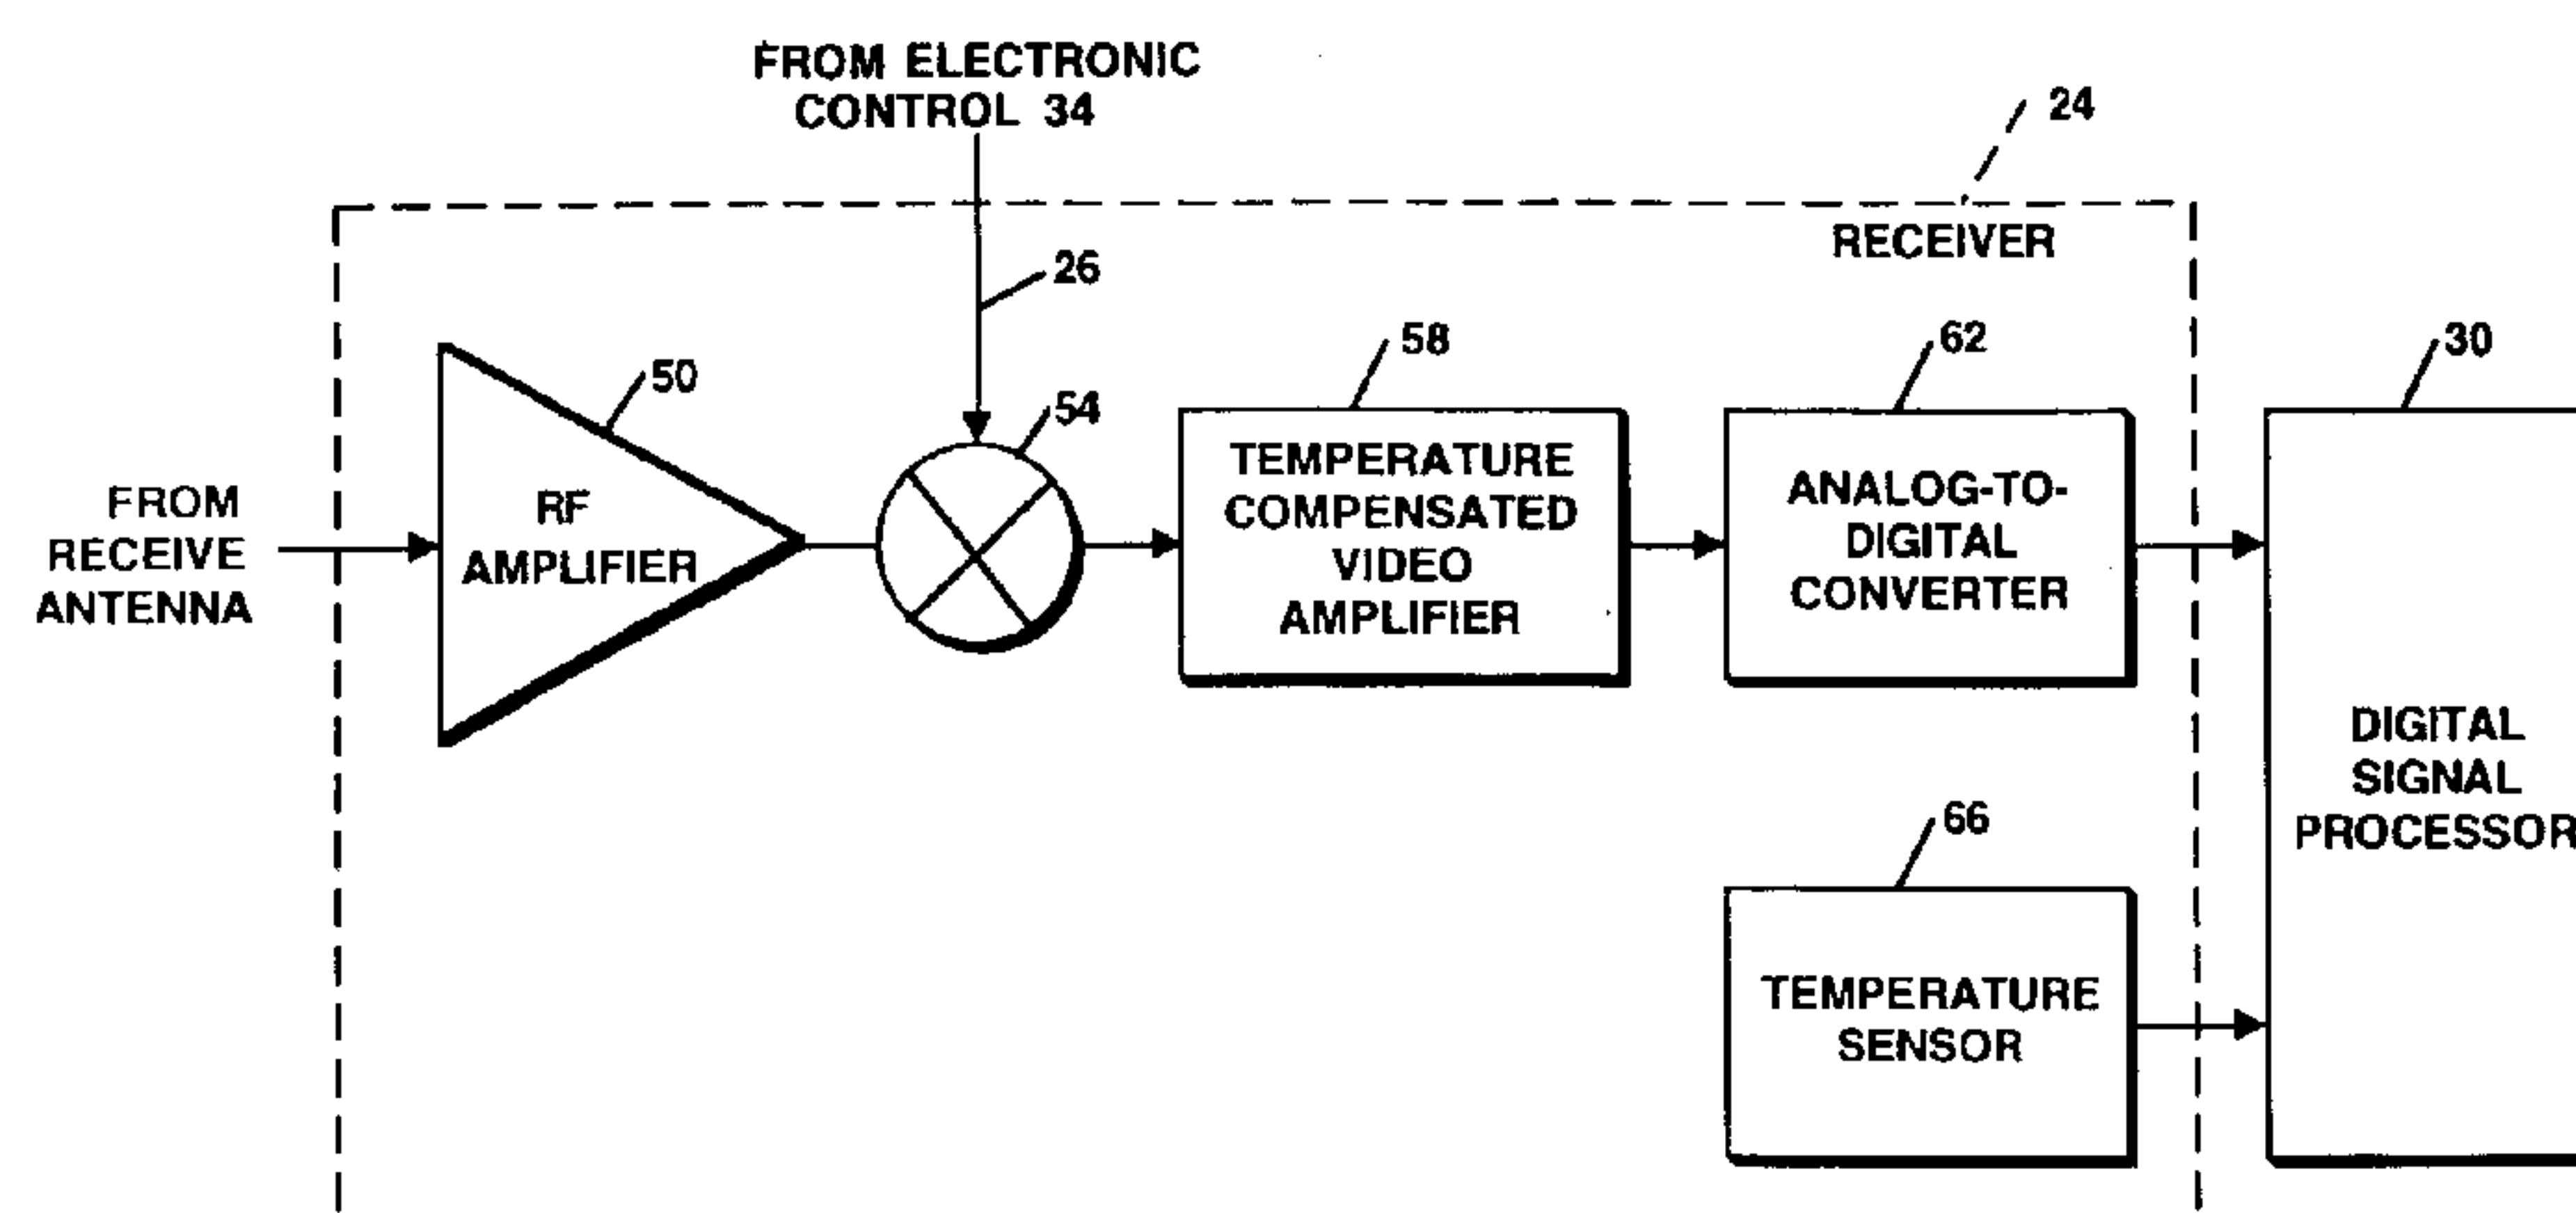 FROM ELECTRONIC
CONTROL 34
24
RECEIVER
26
50
54
58
62
30
FROM
RECEIVE
ANTENNA
RF
AMPLIFIER
TEMPERATURE
COMPENSATED
VIDEO
AMPLIFIER
ANALOG-TO-
DIGITAL
CONVERTER
DIGITAL
SIGNAL
PROCESSOR
66
TEMPERATURE
SENSOR